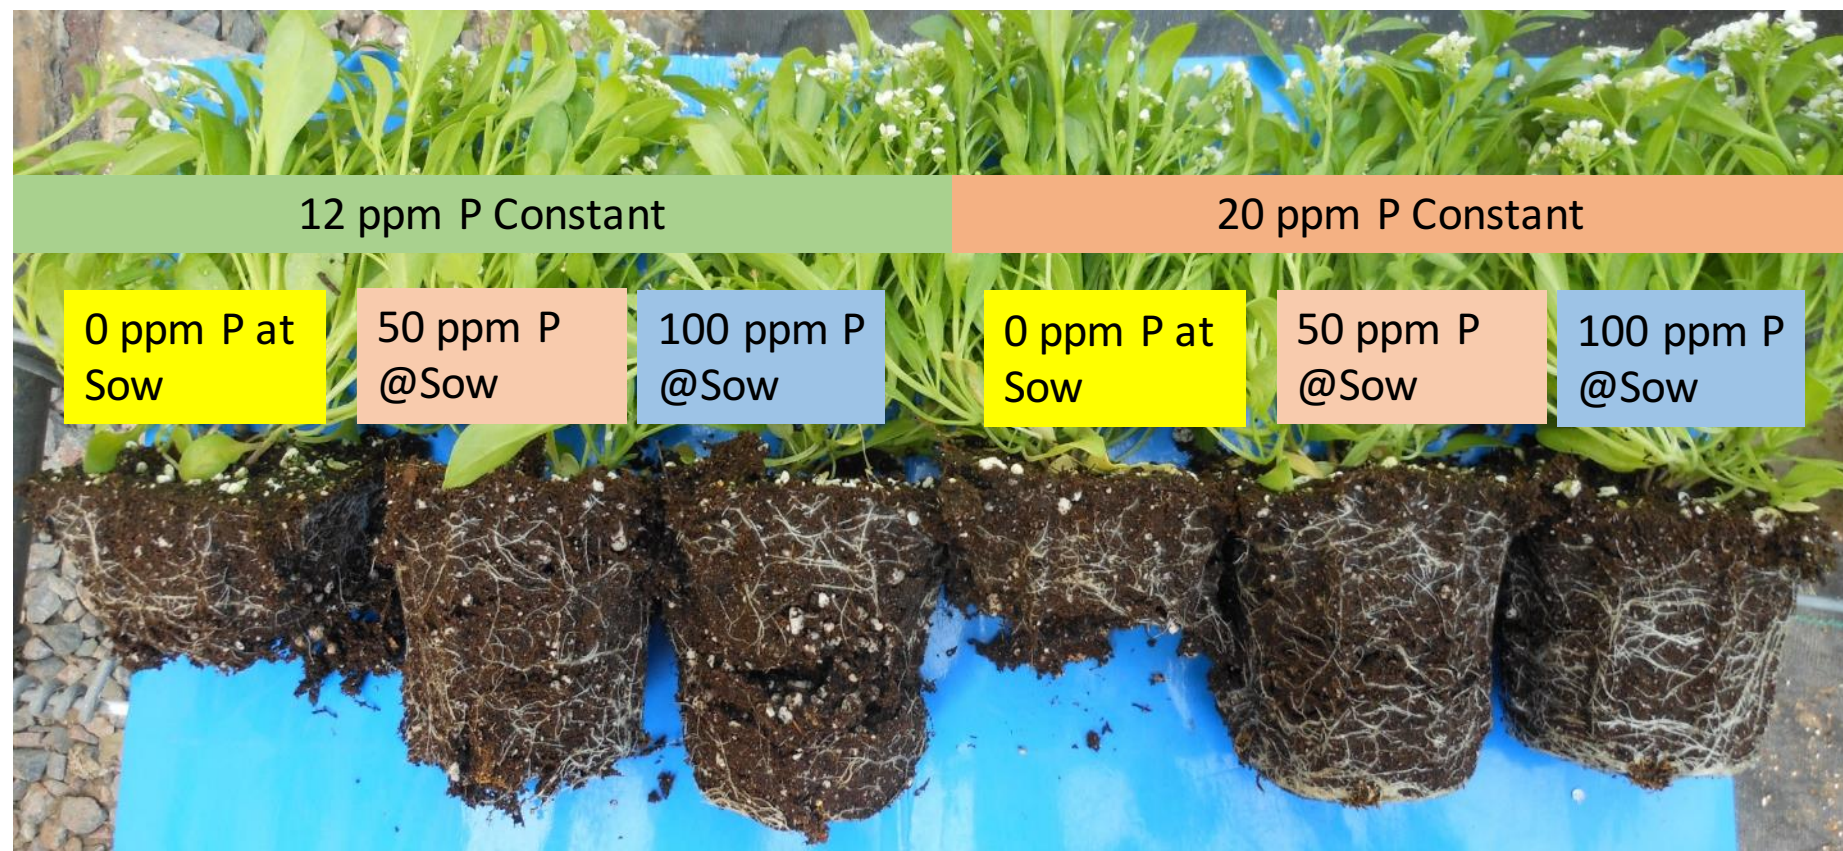 12 ppm P Constant
20 ppm P Constant
0 ppm P at
Sow
50 ppm P
@Sow
100 ppm P
@Sow
0 ppm P at
Sow
50 ppm P
@Sow
100 ppm P
@Sow